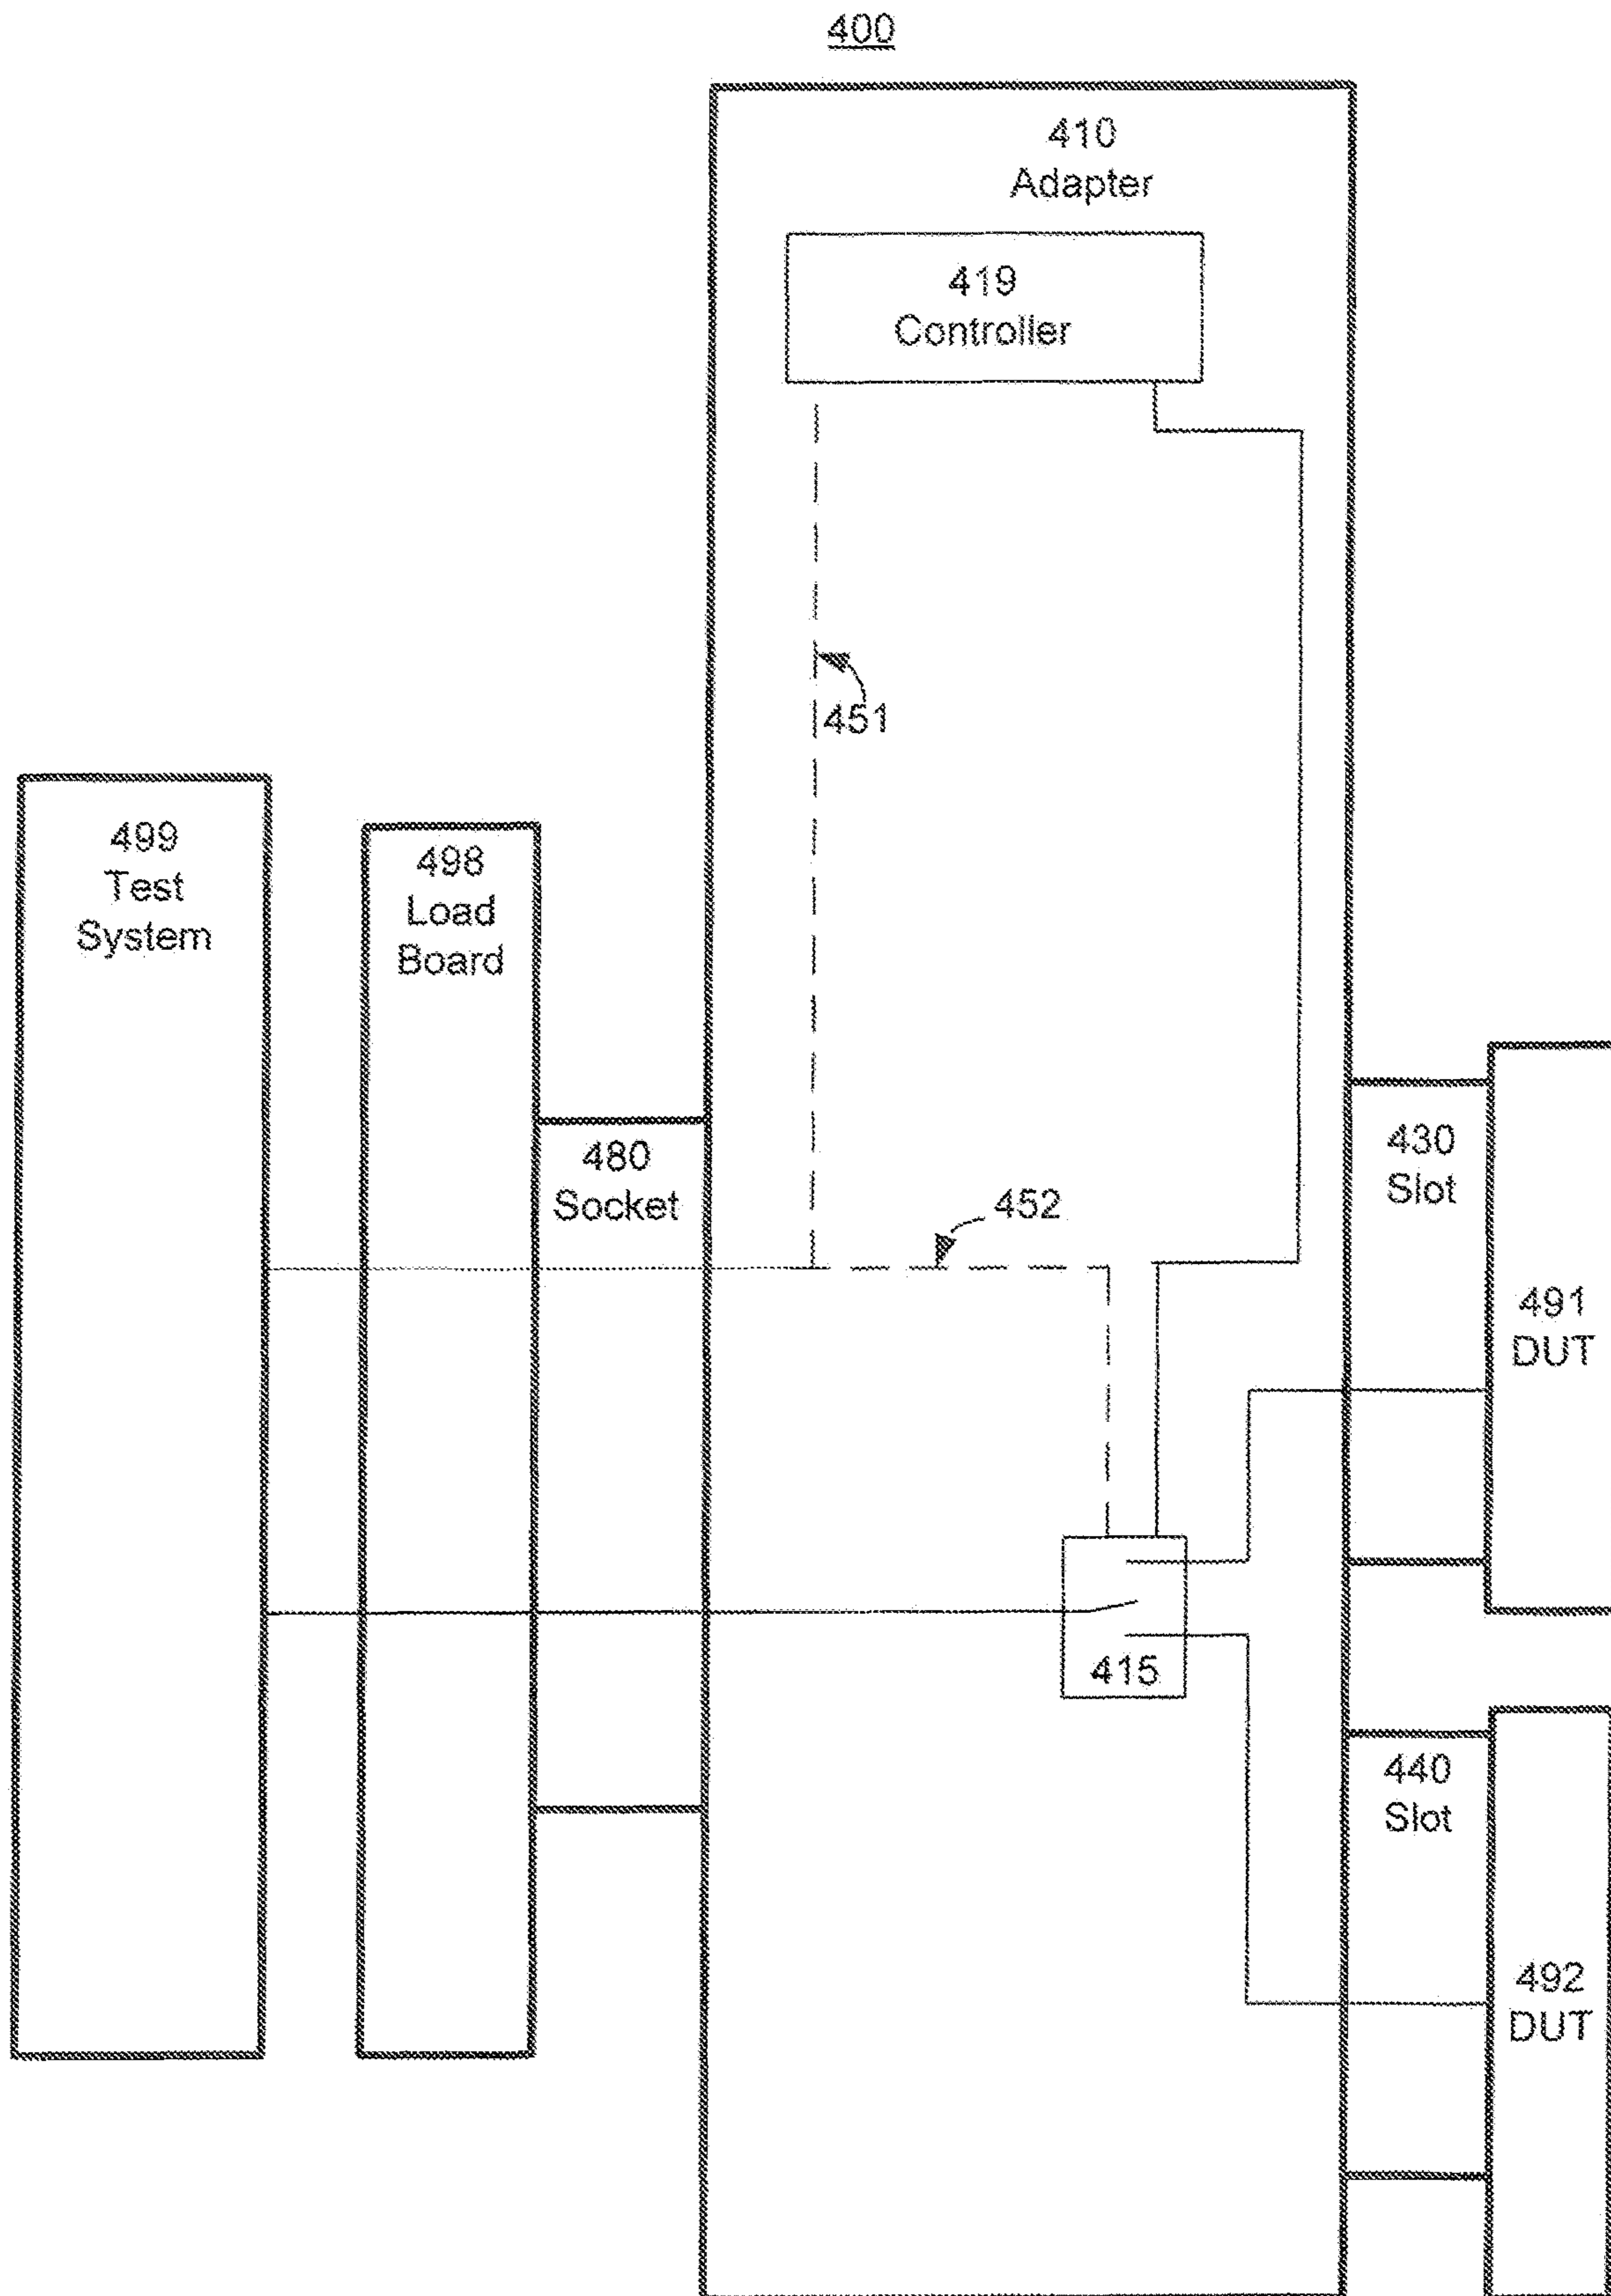 400
410
Adapter
419
Controller
451
499
Test
System
498
Load
Board
480
Socket
452
430
Slot
491
DUT
415
440
Slot
492
DUT